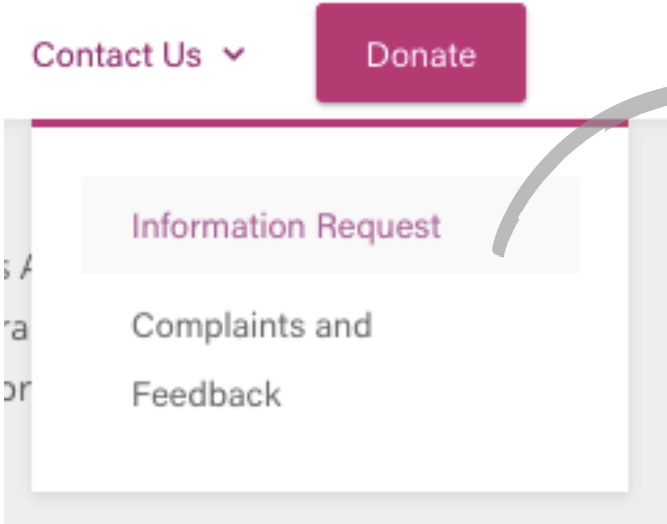 Contact Us
Donate
Information Request
Complaints and
Feedback